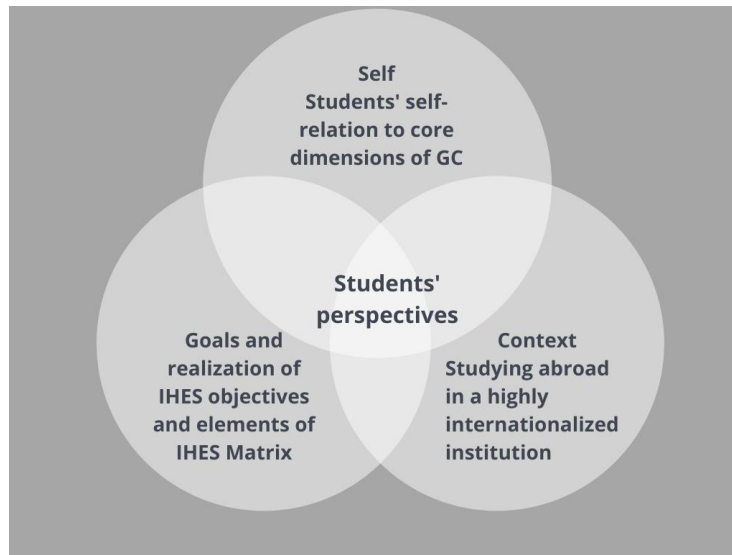 Self
Students' self-
relation to core
dimensions of GC
Students'
perspectives
Goals and
realization of
IHES objectives
and elements of
IHES Matrix
Context
Studying abroad
in a highly
internationalized
institution